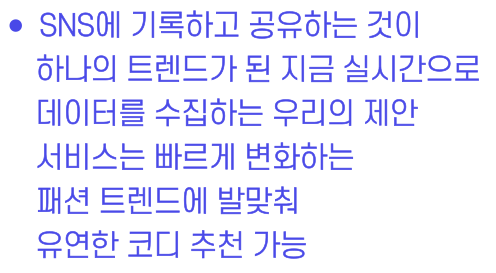 • SNS에 기록하고 공유하는 것이
하나의 트렌드가 된 지금 실시간으로
데이터를 수집하는 우리의 제안
서비스는 빠르게 변화하는
패션 트렌드에 발맞춰
유연한 코디 추천 가능